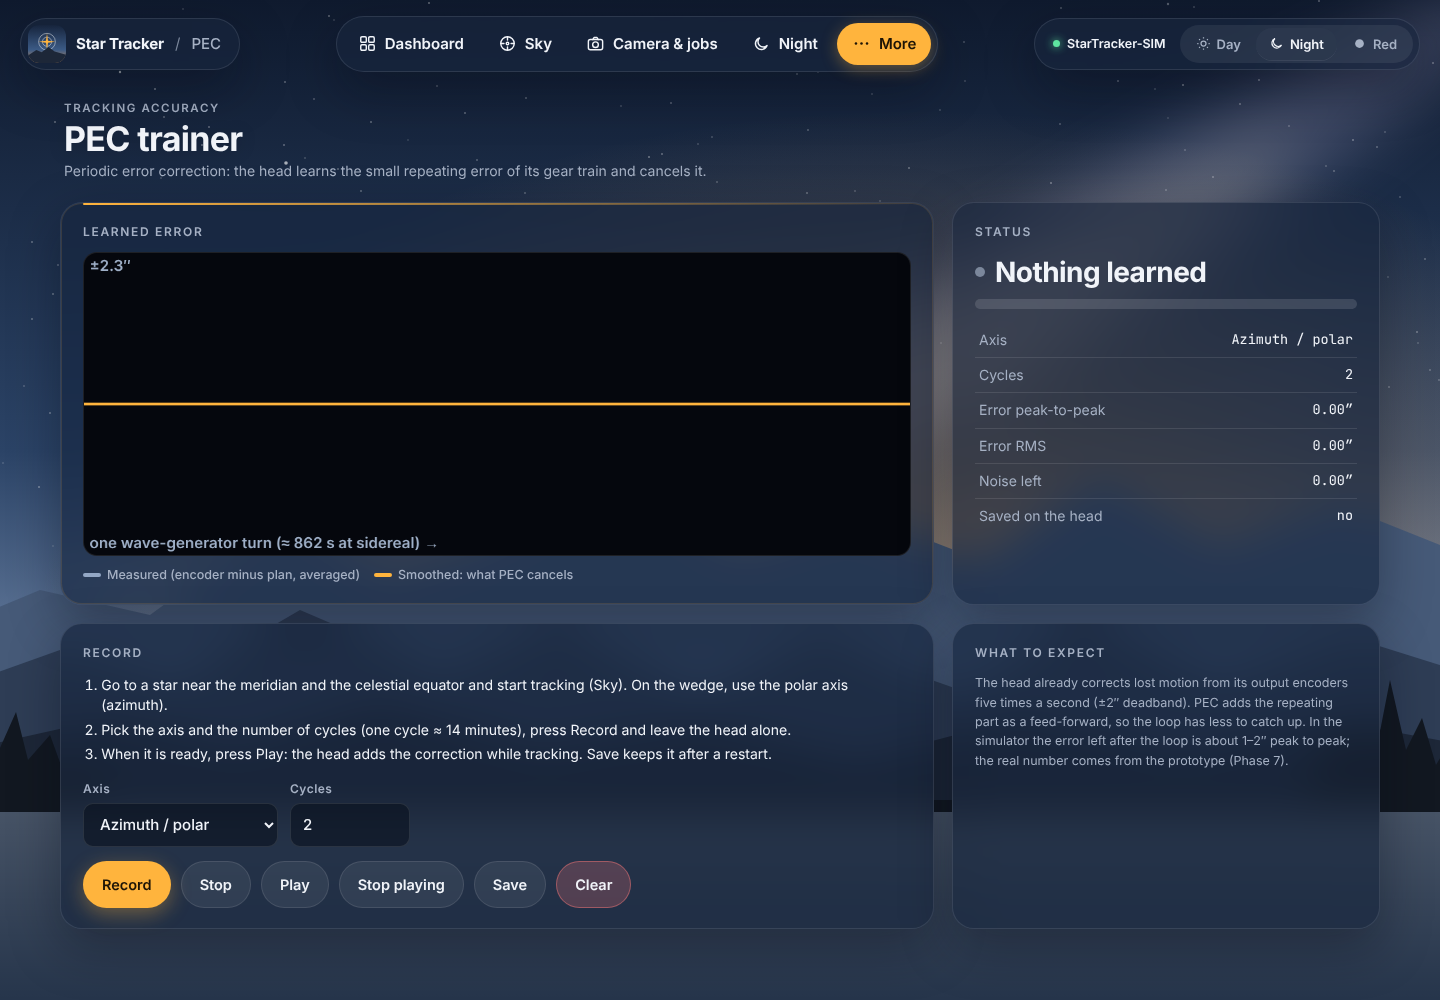 Star Tracker / PEC
Dashboard
Sky
Camera & jobs
Night
More
StarTracker-SIM
Day
Night
Red
TRACKING ACCURACY
PEC trainer
Periodic error correction: the head learns the small repeating error of its gear train and cancels it.
LEARNED ERROR
±2.3″
one wave-generator turn (≈ 862 s at sidereal) →
Measured (encoder minus plan, averaged)
Smoothed: what PEC cancels
STATUS
Nothing learned
Axis Azimuth / polar
Cycles 2
Error peak-to-peak 0.00″
Error RMS 0.00″
Noise left 0.00″
Saved on the head no
RECORD
1. Go to a star near the meridian and the celestial equator and start tracking (Sky). On the wedge, use the polar axis
(azimuth).
2. Pick the axis and the number of cycles (one cycle ≈ 14 minutes), press Record and leave the head alone.
3. When it is ready, press Play: the head adds the correction while tracking. Save keeps it after a restart.
Axis
Cycles
Azimuth / polar
2
Record
Stop
Play
Stop playing
Save
Clear
WHAT TO EXPECT
The head already corrects lost motion from its output encoders
five times a second (±2″ deadband). PEC adds the repeating
part as a feed-forward, so the loop has less to catch up. In the
simulator the error left after the loop is about 1–2″ peak to peak;
the real number comes from the prototype (Phase 7).